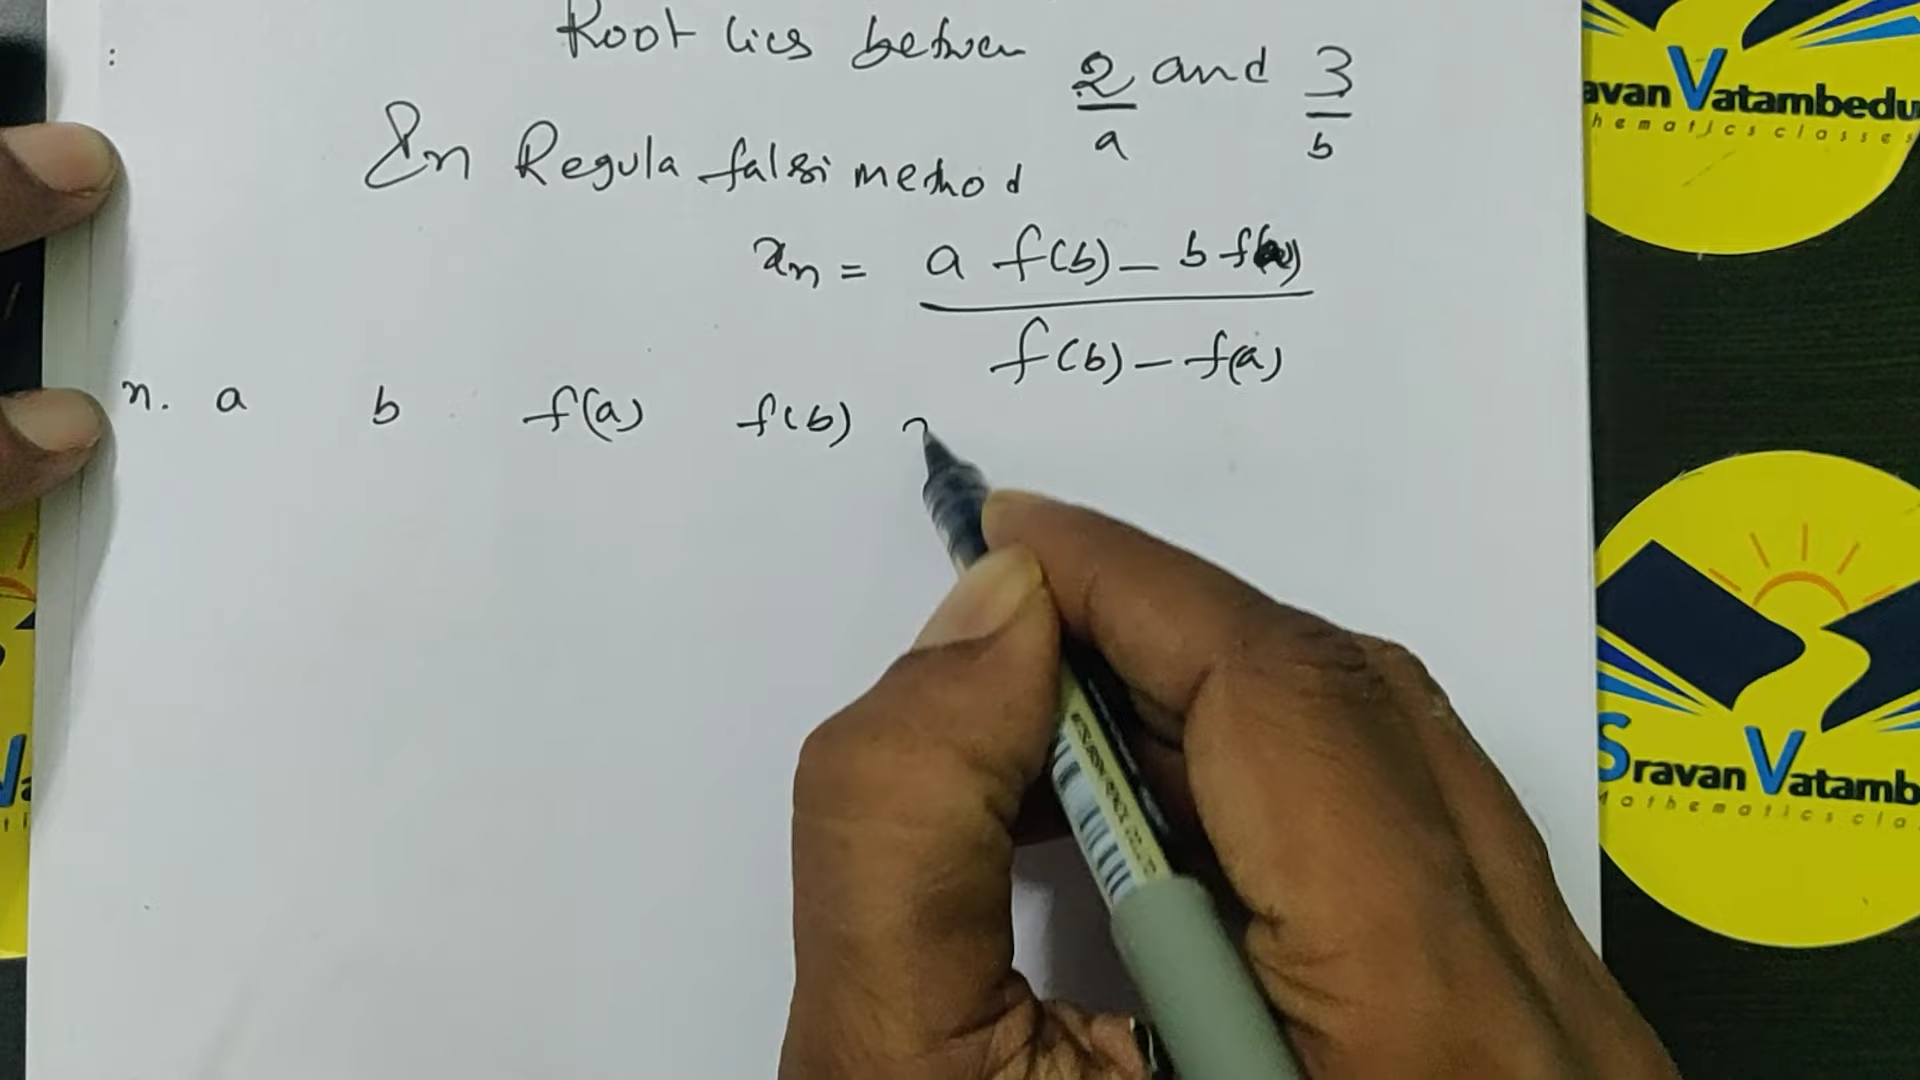 Root lies between 2 and 3
a b
In Regula falsi method
xn = a f(b) - b f(a)
f(b) - f(a)
n. a b f(a) f(b)
avan Vatambedu
hematics classes
Sravan Vatamb
Mathematics cla